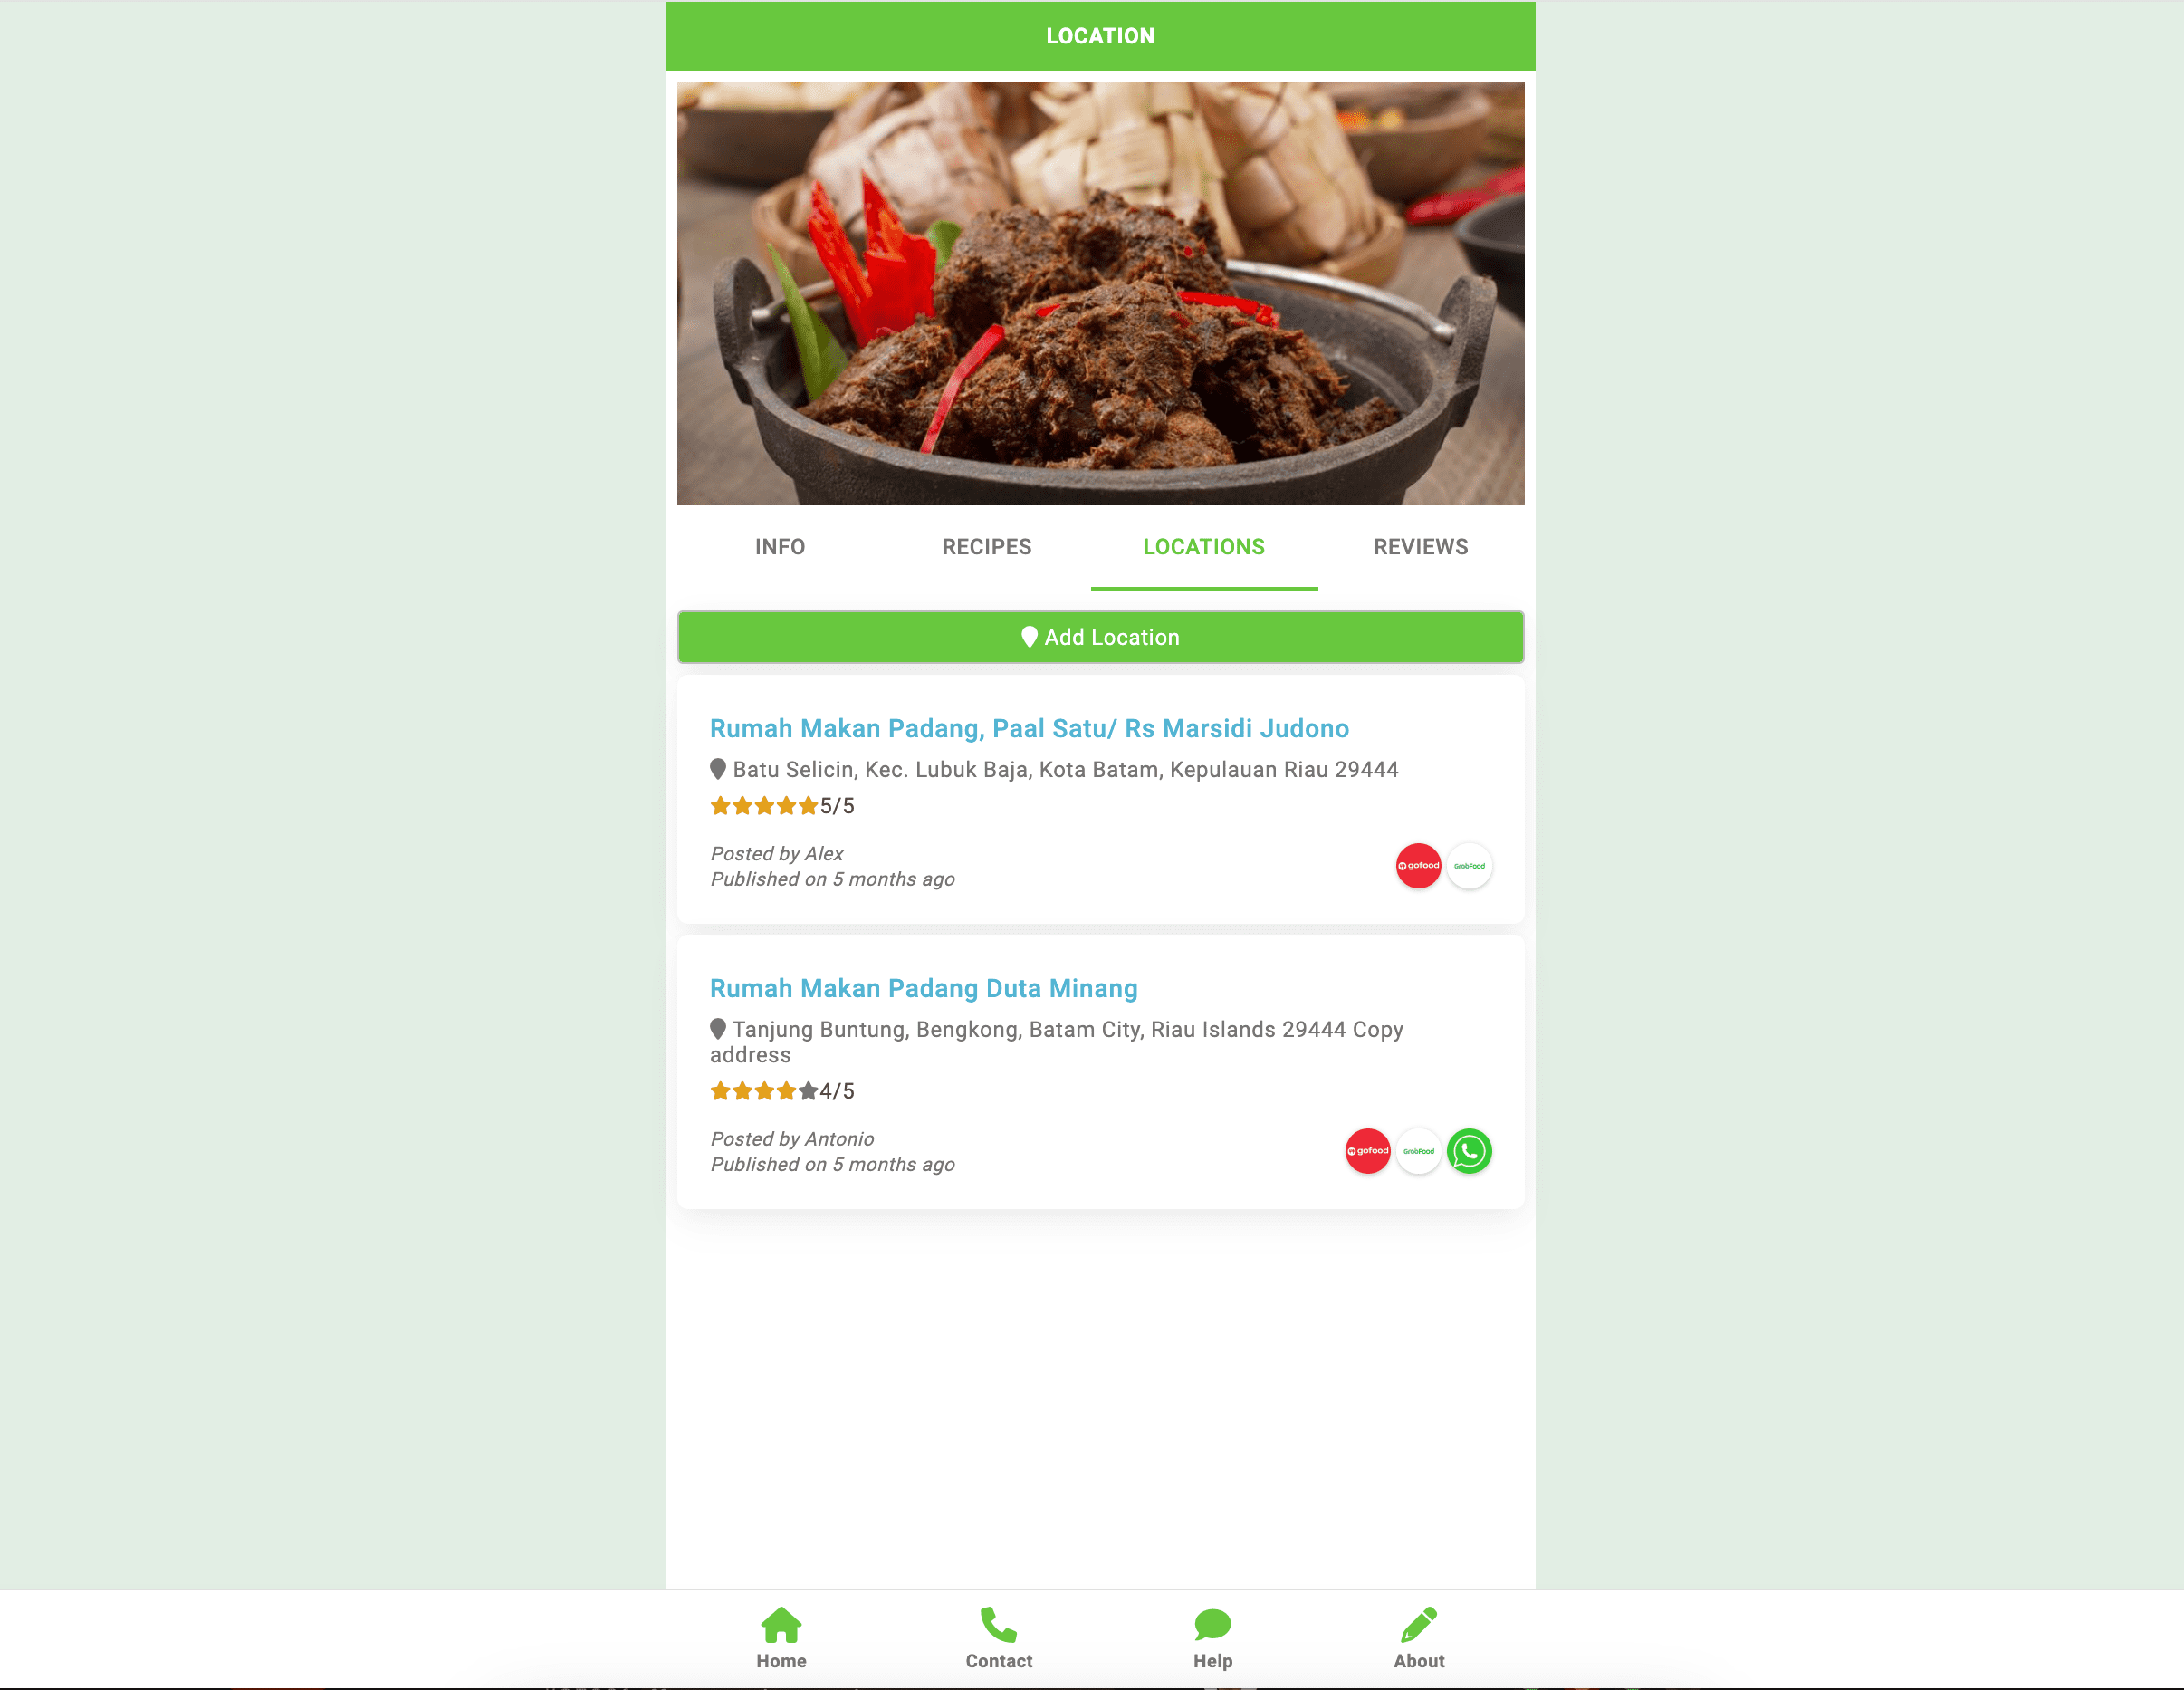 LOCATION
INFO
RECIPES
LOCATIONS
REVIEWS
Add Location
Rumah Makan Padang, Paal Satu/ Rs Marsidi Judono
Batu Selicin, Kec. Lubuk Baja, Kota Batam, Kepulauan Riau 29444
5/5
Posted by Alex
Published on 5 months ago
gofood
GrabFood
Rumah Makan Padang Duta Minang
Tanjung Buntung, Bengkong, Batam City, Riau Islands 29444 Copy
address
4/5
Posted by Antonio
Published on 5 months ago
gofood
GrabFood
Home
Contact
Help
About